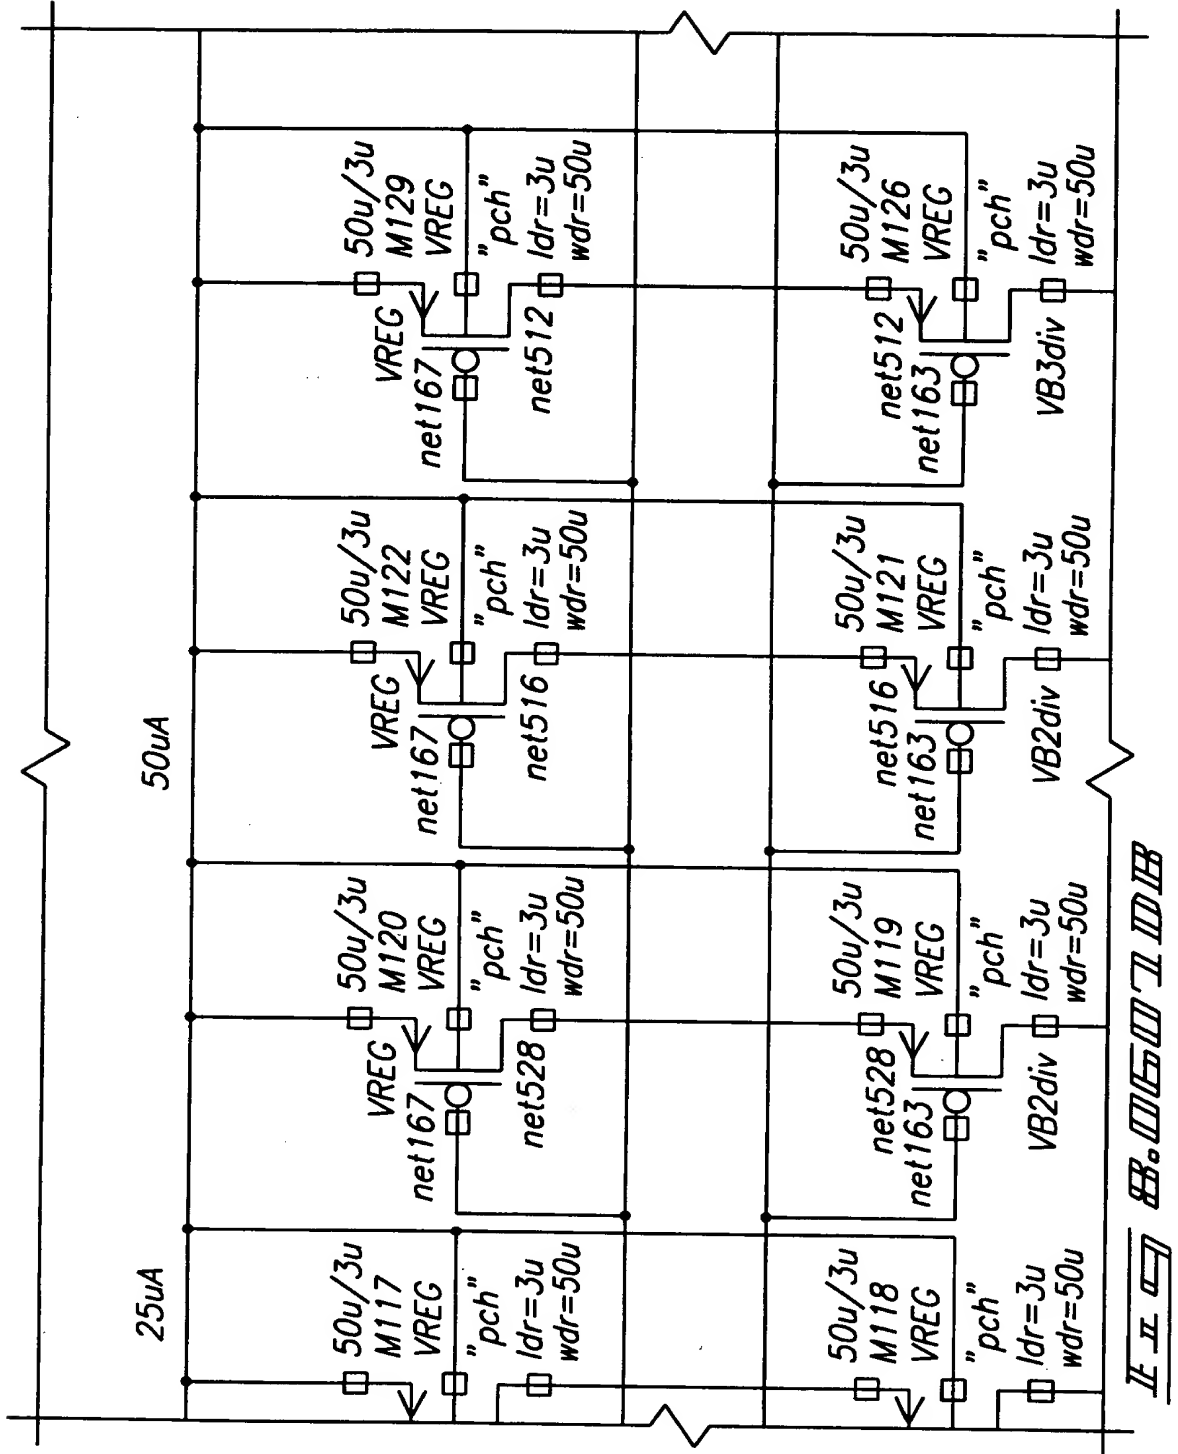 25uA
50uA
50u/3u
M117
VREG
"pch"
ldr=3u
wdr=50u
50u/3u
M120
VREG
VREG
net167
"pch"
ldr=3u
wdr=50u
net528
50u/3u
M122
VREG
VREG
net167
"pch"
ldr=3u
wdr=50u
net516
50u/3u
M129
VREG
VREG
net167
"pch"
ldr=3u
wdr=50u
net512
50u/3u
M118
VREG
"pch"
ldr=3u
wdr=50u
50u/3u
M119
VREG
net528
net163
"pch"
ldr=3u
wdr=50u
VB2div
50u/3u
M121
VREG
net516
net163
"pch"
ldr=3u
wdr=50u
VB2div
50u/3u
M126
VREG
net512
net163
"pch"
ldr=3u
wdr=50u
VB3div
FIG 8.0607DB